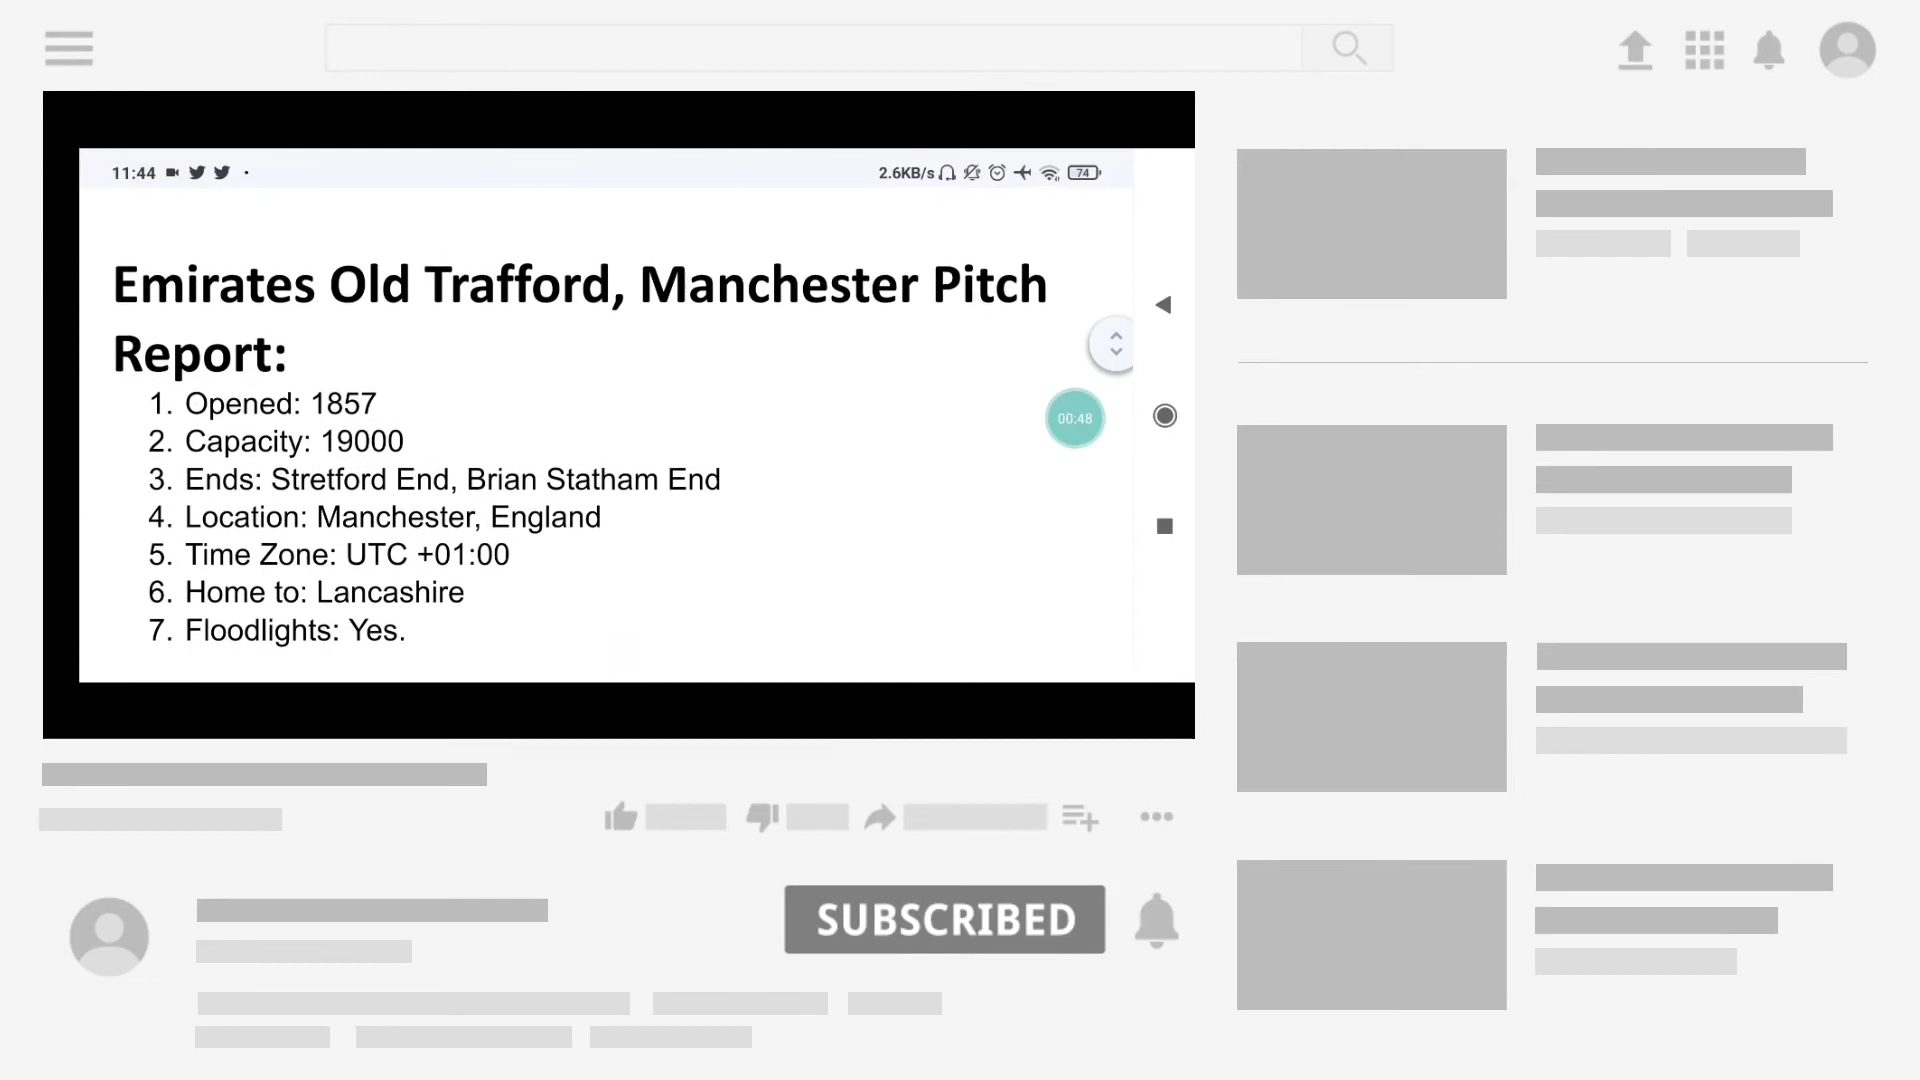 11:44
2.6KB/s
74
Emirates Old Trafford, Manchester Pitch
Report:
1. Opened: 1857
2. Capacity: 19000
3. Ends: Stretford End, Brian Statham End
4. Location: Manchester, England
5. Time Zone: UTC +01:00
6. Home to: Lancashire
7. Floodlights: Yes.
00:48
SUBSCRIBED